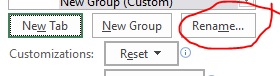 New Group (Custom)
New Tab New Group Rename...
Customizations: Reset